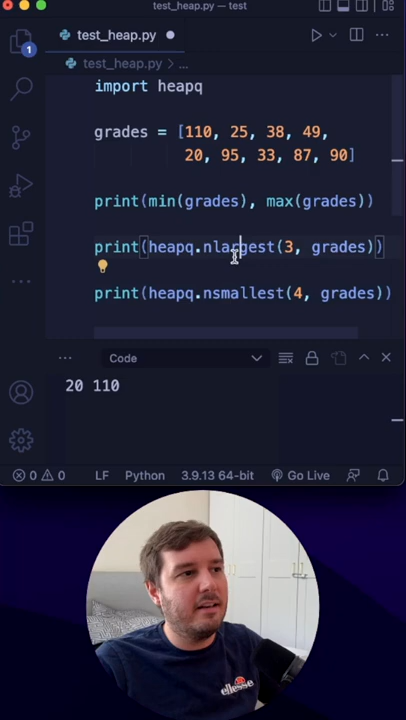 test_heap.py — test
test_heap.py
test_heap.py > ...
1
import heapq
grades = [110, 25, 38, 49,
20, 95, 33, 87, 90]
print(min(grades), max(grades))
print(heapq.nlargest(3, grades))
print(heapq.nsmallest(4, grades))
Code
20 110
0 0 LF Python 3.9.13 64-bit Go Live
ellesse